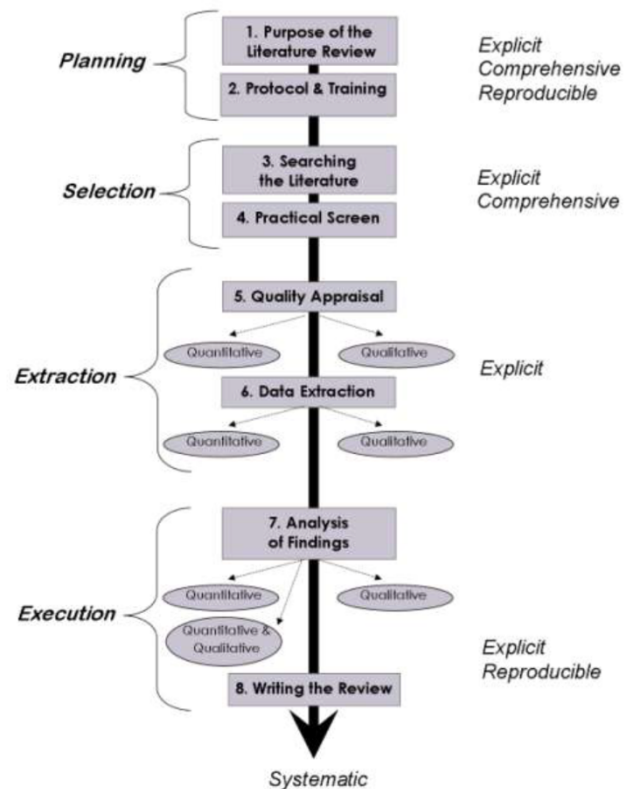 Planning
1. Purpose of the
Literature Review
2. Protocol & Training
Explicit
Comprehensive
Reproducible
Selection
3. Searching
the Literature
4. Practical Screen
Explicit
Comprehensive
Extraction
5. Quality Appraisal
Quantitative
Qualitative
6. Data Extraction
Quantitative
Qualitative
Explicit
Execution
7. Analysis
of Findings
Quantitative
Qualitative
Quantitative &
Qualitative
8. Writing the Review
Explicit
Reproducible
Systematic